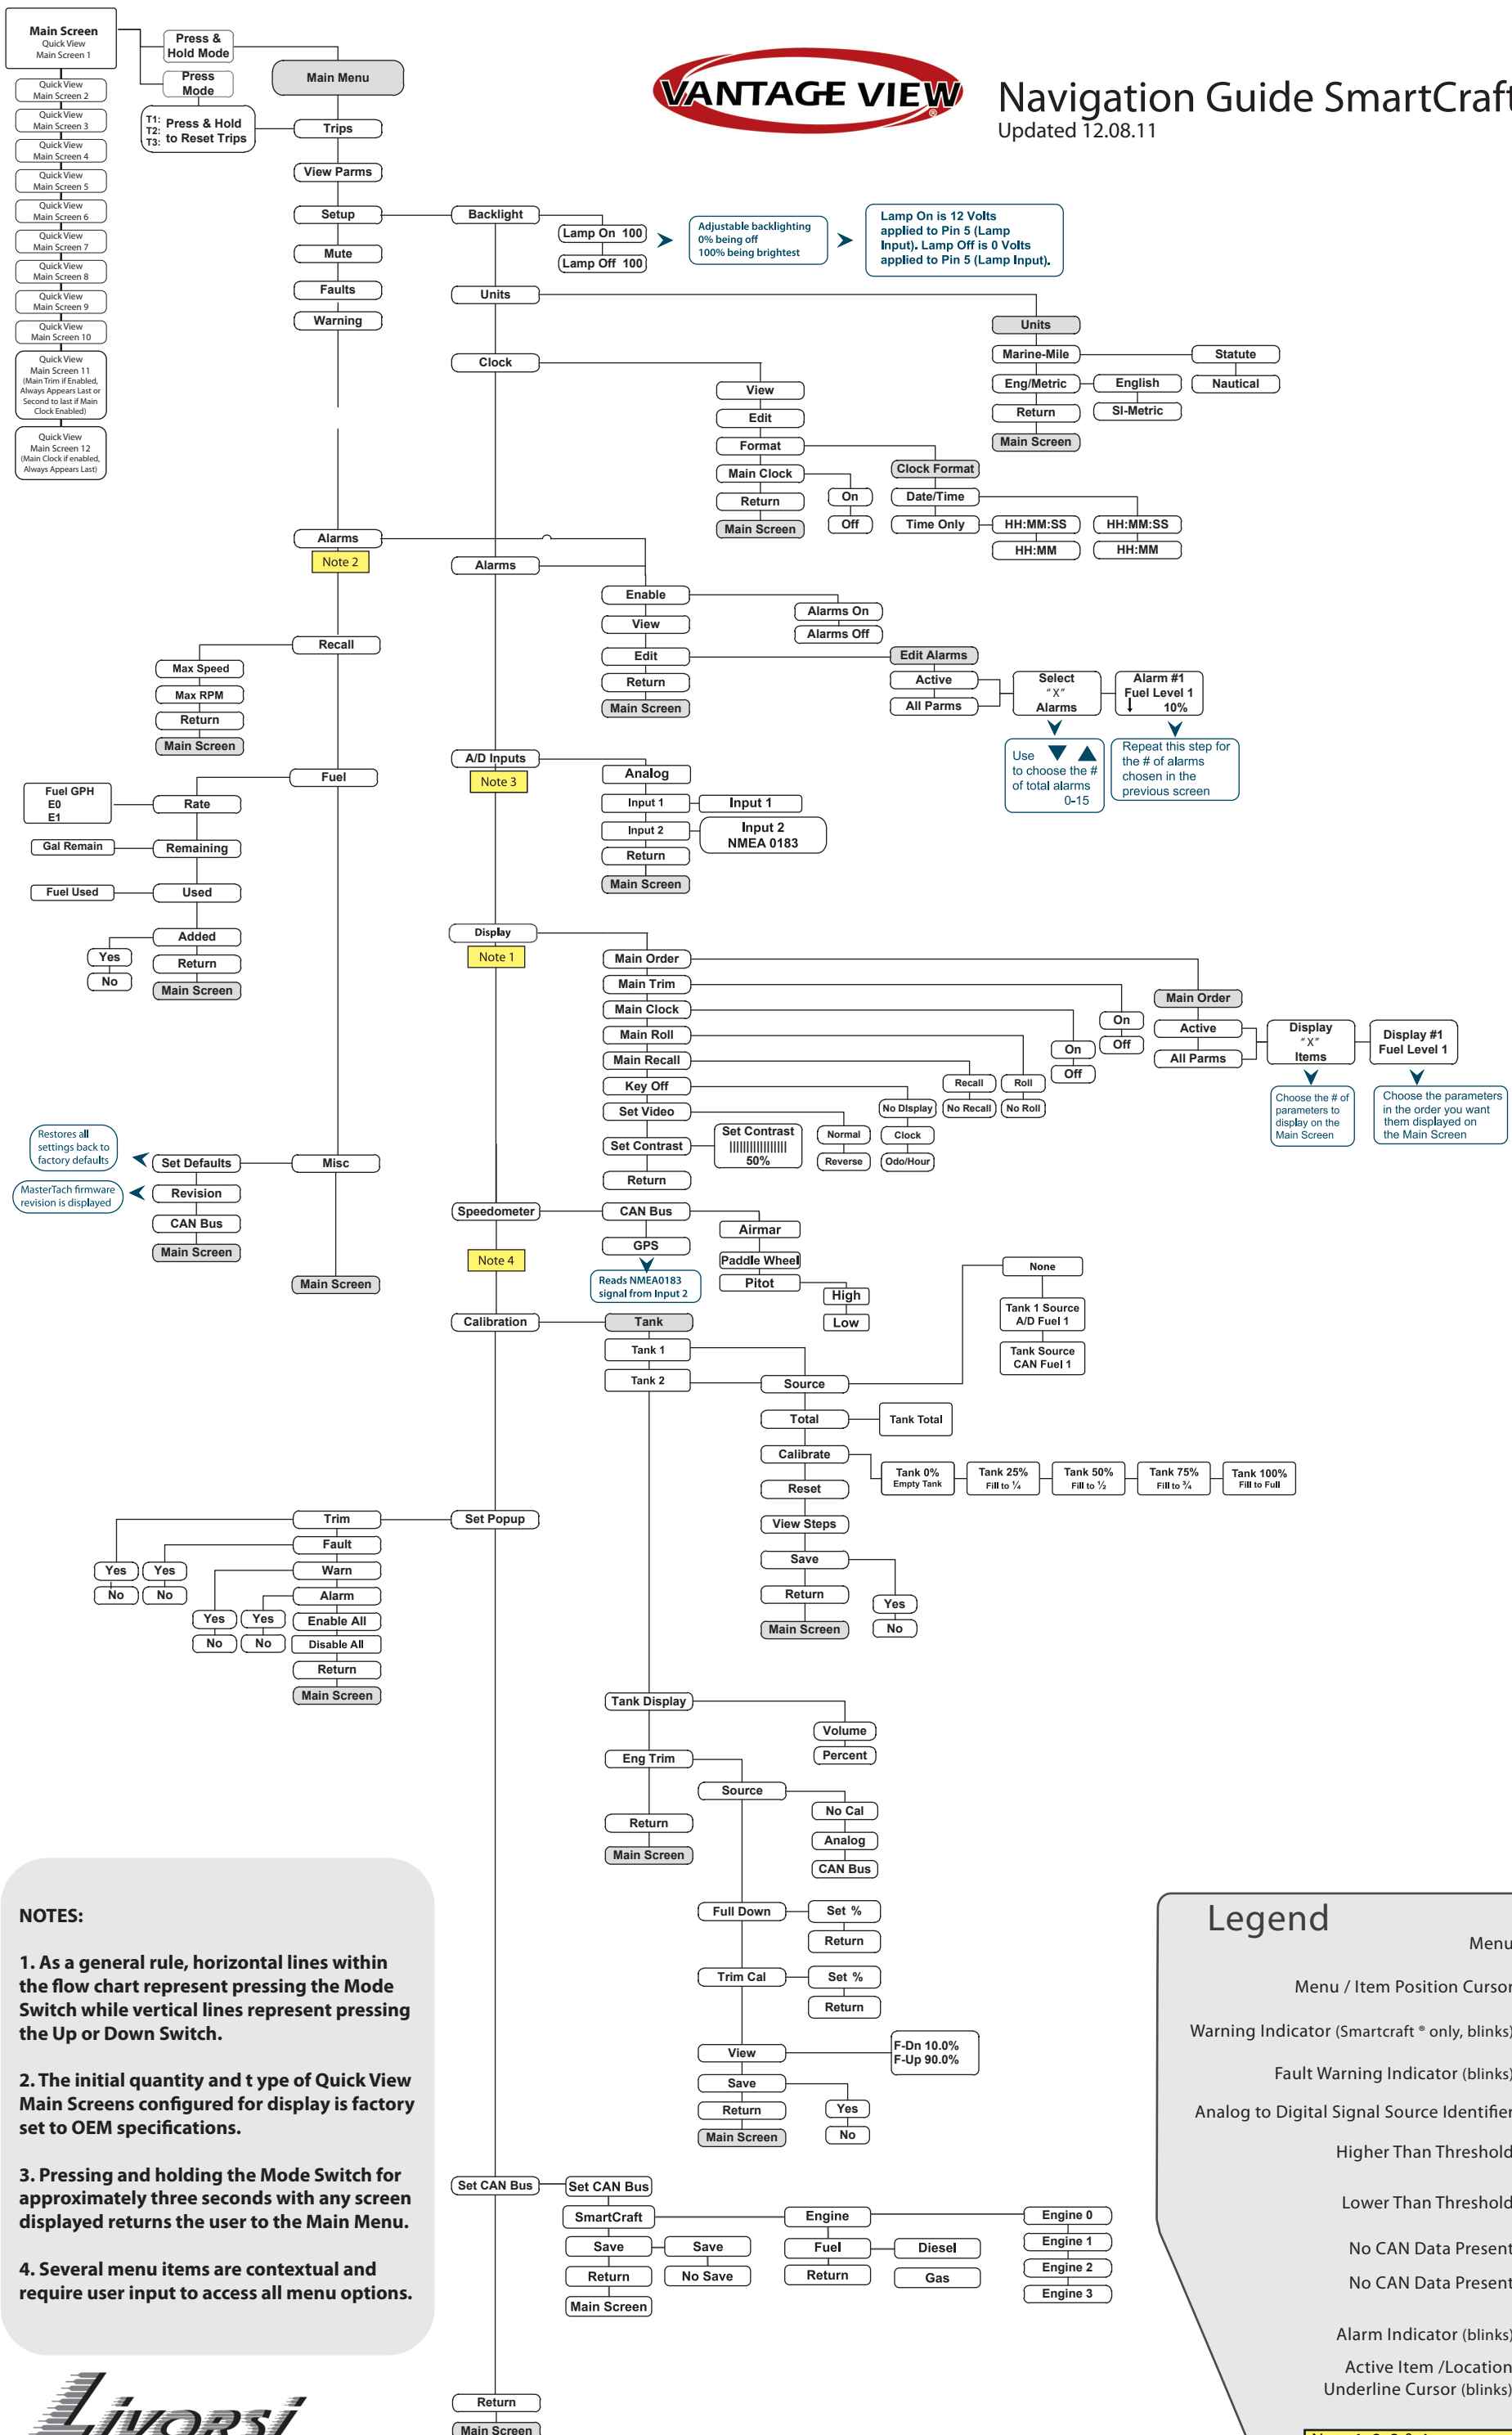 VANTAGE VIEW
®
Navigation Guide SmartCraft
Updated 12.08.11
Main Screen
Quick View
Main Screen 1
Quick View
Main Screen 2
Quick View
Main Screen 3
Quick View
Main Screen 4
Quick View
Main Screen 5
Quick View
Main Screen 6
Quick View
Main Screen 7
Quick View
Main Screen 8
Quick View
Main Screen 9
Quick View
Main Screen 10
Quick View
Main Screen 11
(Main Trim if Enabled,
Always Appears Last or
Second to last if Main
Clock Enabled)
Quick View
Main Screen 12
(Main Clock if enabled,
Always Appears Last)
Press &
Hold Mode
Press
Mode
T1:
T2:
T3:
Press & Hold
to Reset Trips
Main Menu
Trips
View Parms
Setup
Mute
Faults
Warning
Alarms
Note 2
Recall
Max Speed
Max RPM
Return
Main Screen
Fuel
Fuel GPH
E0
E1
Rate
Gal Remain
Remaining
Fuel Used
Used
Added
Yes
No
Return
Main Screen
Misc
Set Defaults
Restores all
settings back to
factory defaults
Revision
MasterTach firmware
revision is displayed
CAN Bus
Main Screen
Main Screen
Backlight
Lamp On 100
Lamp Off 100
Adjustable backlighting
0% being off
100% being brightest
Lamp On is 12 Volts
applied to Pin 5 (Lamp
Input). Lamp Off is 0 Volts
applied to Pin 5 (Lamp Input).
Units
Units
Marine-Mile
Statute
Nautical
Eng/Metric
English
SI-Metric
Return
Main Screen
Clock
View
Edit
Format
Main Clock
Return
Main Screen
On
Off
Clock Format
Date/Time
Time Only
HH:MM:SS
HH:MM
HH:MM:SS
HH:MM
Alarms
Enable
View
Edit
Return
Main Screen
Alarms On
Alarms Off
Edit Alarms
Active
All Parms
Select
"X"
Alarms
Alarm #1
Fuel Level 1
↓ 10%
Use ▼ ▲
to choose the #
of total alarms
0-15
Repeat this step for
the # of alarms
chosen in the
previous screen
A/D Inputs
Note 3
Analog
Input 1
Input 1
Input 2
Input 2
NMEA 0183
Return
Main Screen
Display
Note 1
Main Order
Main Trim
Main Clock
Main Roll
Main Recall
Key Off
Set Video
Set Contrast
Return
Set Contrast
50%
Normal
Reverse
No DIsplay
Clock
Odo/Hour
Recall
No Recall
Roll
No Roll
On
Off
On
Off
Main Order
Active
All Parms
Display
"X"
Items
Display #1
Fuel Level 1
Choose the # of
parameters to
display on the
Main Screen
Choose the parameters
in the order you want
them displayed on
the Main Screen
Speedometer
Note 4
CAN Bus
GPS
Reads NMEA0183
signal from Input 2
Airmar
Paddle Wheel
Pitot
High
Low
Calibration
Tank
Tank 1
Tank 2
Source
None
Tank 1 Source
A/D Fuel 1
Tank Source
CAN Fuel 1
Total
Tank Total
Calibrate
Tank 0%
Empty Tank
Tank 25%
Fill to ¼
Tank 50%
Fill to ½
Tank 75%
Fill to ¾
Tank 100%
Fill to Full
Reset
View Steps
Save
Return
Main Screen
Yes
No
Set Popup
Trim
Fault
Warn
Alarm
Enable All
Disable All
Return
Main Screen
Yes
No
Yes
No
Yes
No
Yes
No
Tank Display
Volume
Percent
Eng Trim
Return
Main Screen
Source
No Cal
Analog
CAN Bus
Full Down
Set %
Return
Trim Cal
Set %
Return
View
F-Dn 10.0%
F-Up 90.0%
Save
Return
Main Screen
Yes
No
Set CAN Bus
Set CAN Bus
SmartCraft
Save
Return
Main Screen
Save
No Save
Engine
Fuel
Return
Diesel
Gas
Engine 0
Engine 1
Engine 2
Engine 3
Return
Main Screen
NOTES:
1. As a general rule, horizontal lines within
the flow chart represent pressing the Mode
Switch while vertical lines represent pressing
the Up or Down Switch.
2. The initial quantity and t ype of Quick View
Main Screens configured for display is factory
set to OEM specifications.
3. Pressing and holding the Mode Switch for
approximately three seconds with any screen
displayed returns the user to the Main Menu.
4. Several menu items are contextual and
require user input to access all menu options.
LIVORSI
Legend
Menu
Menu / Item Position Cursor
Warning Indicator (Smartcraft ® only, blinks)
Fault Warning Indicator (blinks)
Analog to Digital Signal Source Identifier
Higher Than Threshold
Lower Than Threshold
No CAN Data Present
No CAN Data Present
Alarm Indicator (blinks)
Active Item /Location
Underline Cursor (blinks)